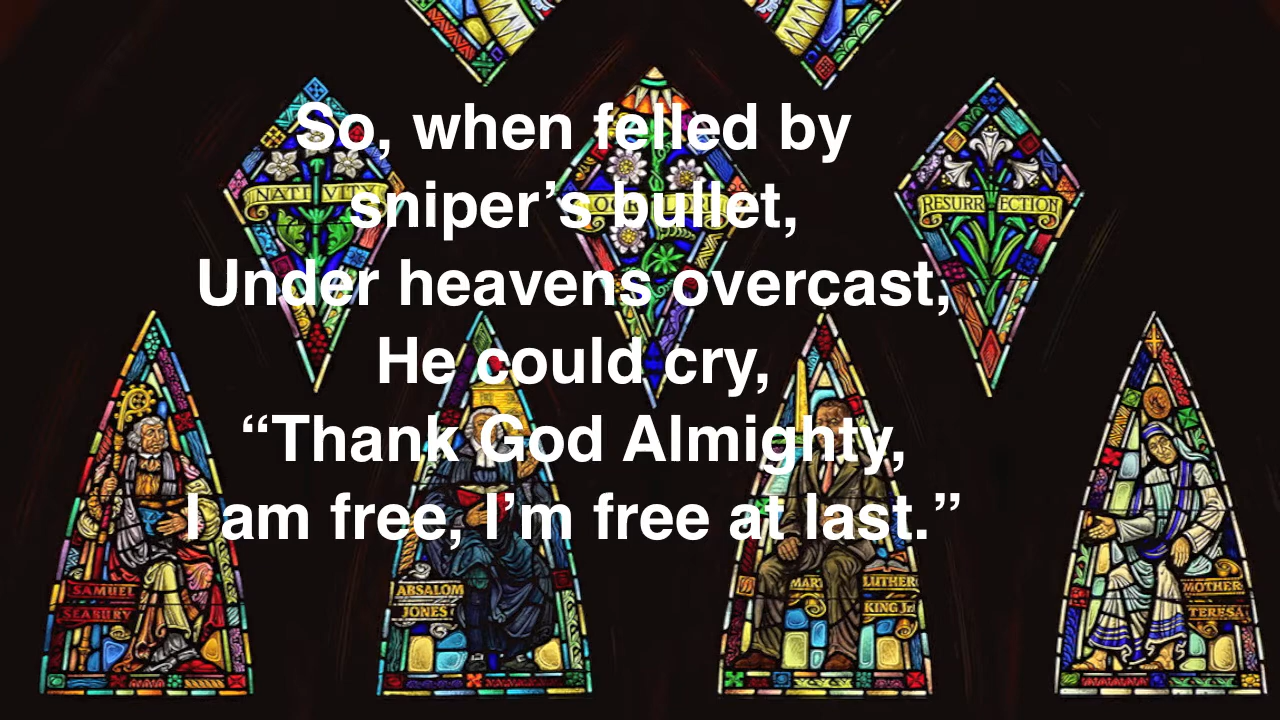 So, when felled by
sniper’s bullet,
Under heavens overcast,
He could cry,
“Thank God Almighty,
I am free, I’m free at last.”
NATIVITY
RESURRECTION
SAMUEL
SEABURY
ABSALOM
JONES
MARTIN LUTHER
KING Jr.
MOTHER
TERESA